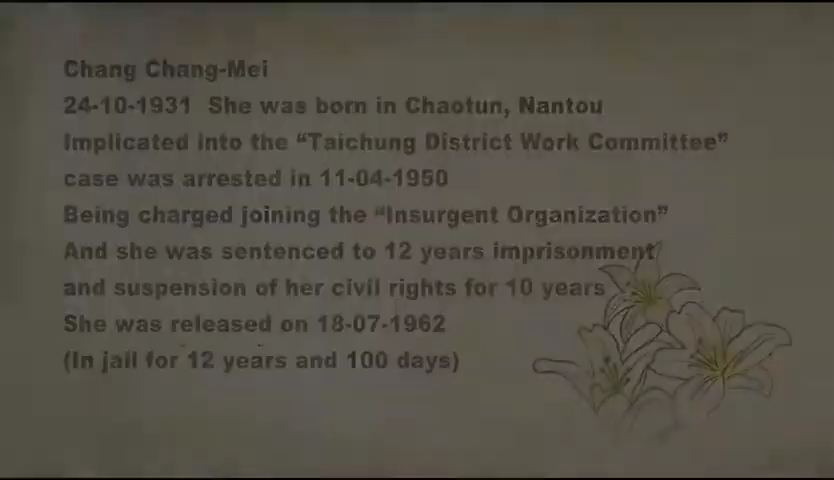 Chang Chang-Mei
24-10-1931 She was born in Chaotun, Nantou
Implicated into the “Taichung District Work Committee”
case was arrested in 11-04-1950
Being charged joining the “Insurgent Organization”
And she was sentenced to 12 years imprisonment
and suspension of her civil rights for 10 years
She was released on 18-07-1962
(In jail for 12 years and 100 days)